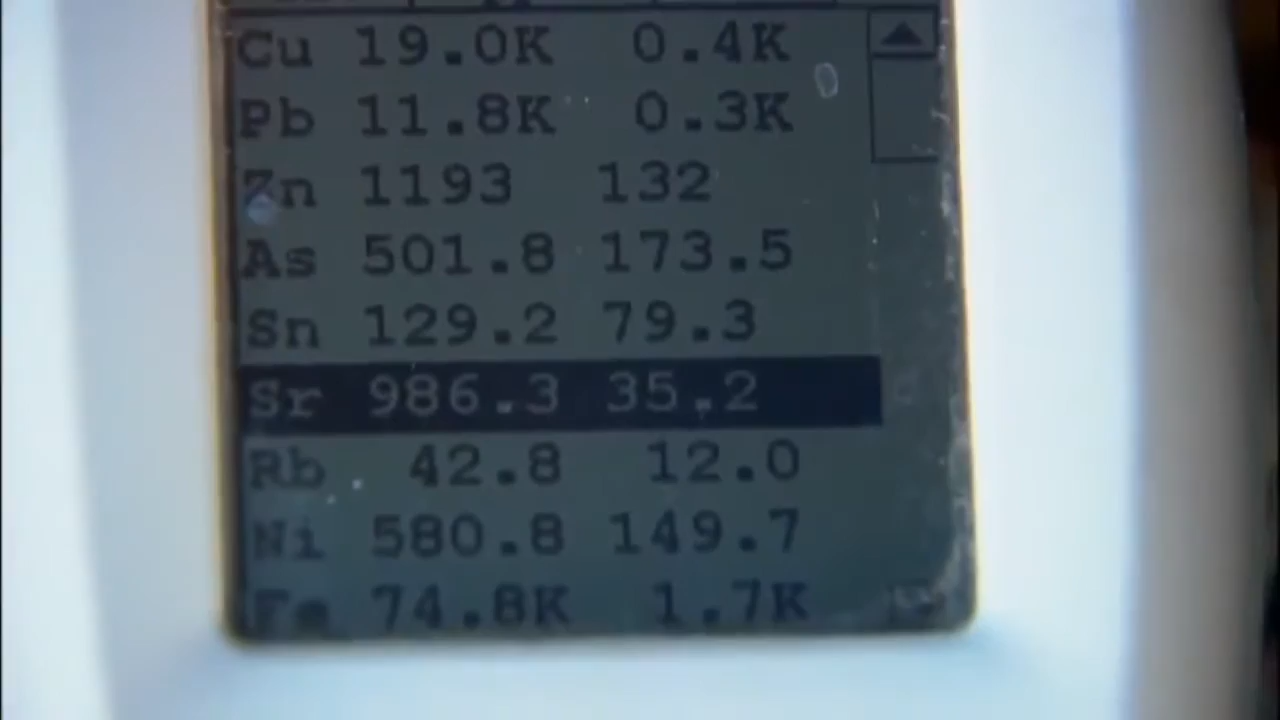 Cu 19.0K 0.4K
Pb 11.8K 0.3K
Zn 1193 132
As 501.8 173.5
Sn 129.2 79.3
Sr 986.3 35.2
Rb 42.8 12.0
Ni 580.8 149.7
Fe 74.8K 1.7K